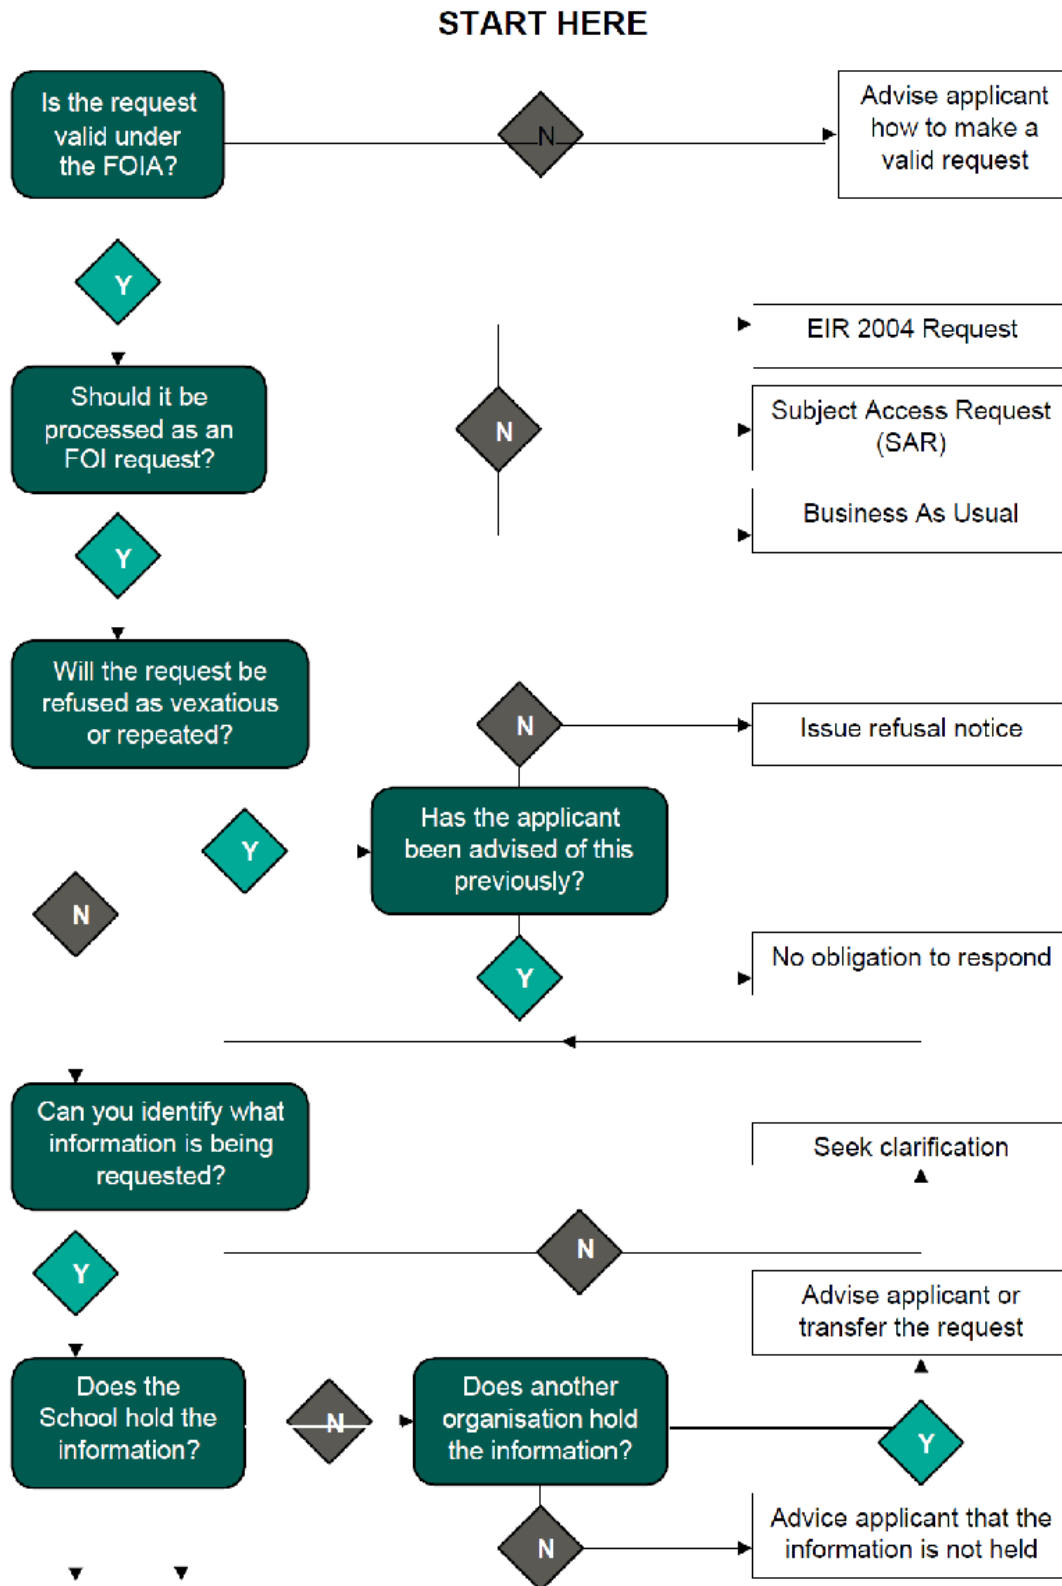 START HERE
Is the request
valid under
the FOIA?
N
Advise applicant
how to make a
valid request
Y
EIR 2004 Request
Should it be
processed as an
FOI request?
N
Subject Access Request
(SAR)
Business As Usual
Y
Will the request be
refused as vexatious
or repeated?
N
Issue refusal notice
Y
Has the applicant
been advised of this
previously?
N
Y
No obligation to respond
Can you identify what
information is being
requested?
Seek clarification
N
Y
Advise applicant or
transfer the request
Does the
School hold the
information?
N
Does another
organisation hold
the information?
Y
N
Advice applicant that the
information is not held